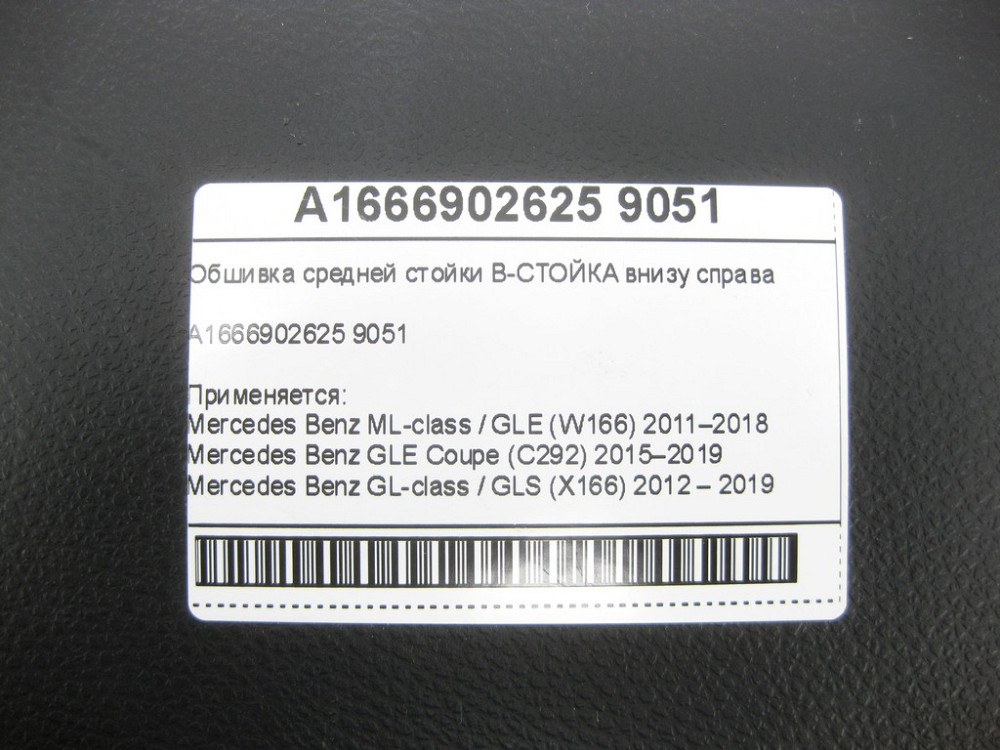 A1666902625 9051
Обшивка средней стойки В-СТОЙКА внизу справа
A1666902625 9051
Применяется:
Mercedes Benz ML-class / GLE (W166) 2011–2018
Mercedes Benz GLE Coupe (C292) 2015–2019
Mercedes Benz GL-class / GLS (X166) 2012 – 2019